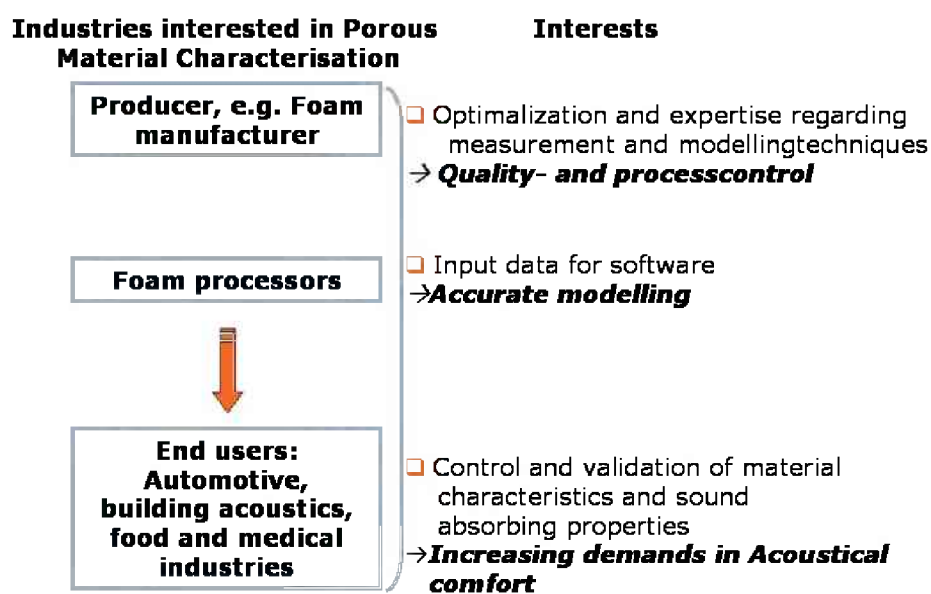 Industries interested in Porous
Material Characterisation
Interests
Producer, e.g. Foam
manufacturer
Optimalization and expertise regarding
measurement and modellingtechniques
→ Quality- and processcontrol
Foam processors
Input data for software
→Accurate modelling
End users:
Automotive,
building acoustics,
food and medical
industries
Control and validation of material
characteristics and sound
absorbing properties
→Increasing demands in Acoustical
comfort